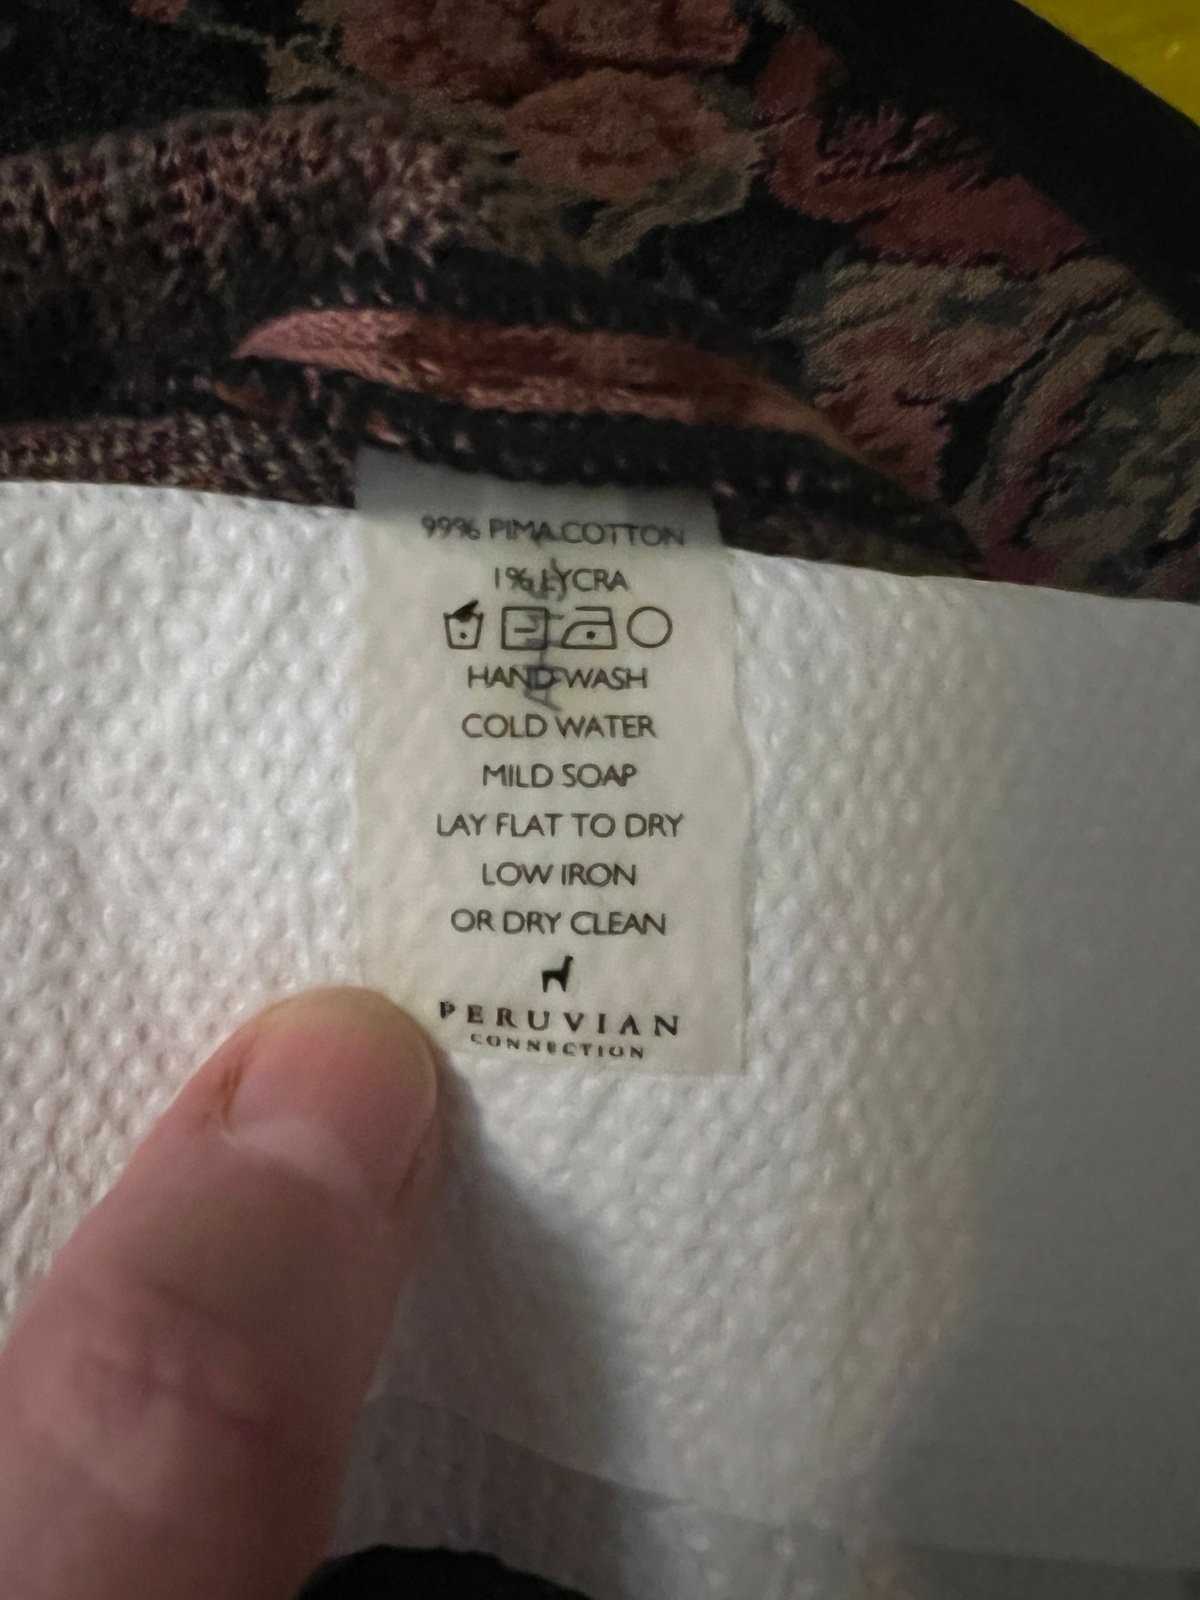 99% PIMA COTTON
1% LYCRA
HAND WASH
COLD WATER
MILD SOAP
LAY FLAT TO DRY
LOW IRON
OR DRY CLEAN
PERUVIAN
CONNECTION